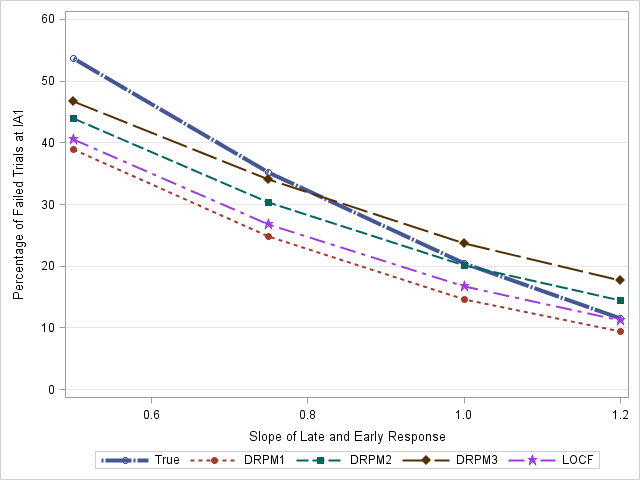 60
50
40
30
20
10
0
Percentage of Failed Trials at IA1
0.6 0.8 1.0 1.2
Slope of Late and Early Response
True DRPM1 DRPM2 DRPM3 LOCF